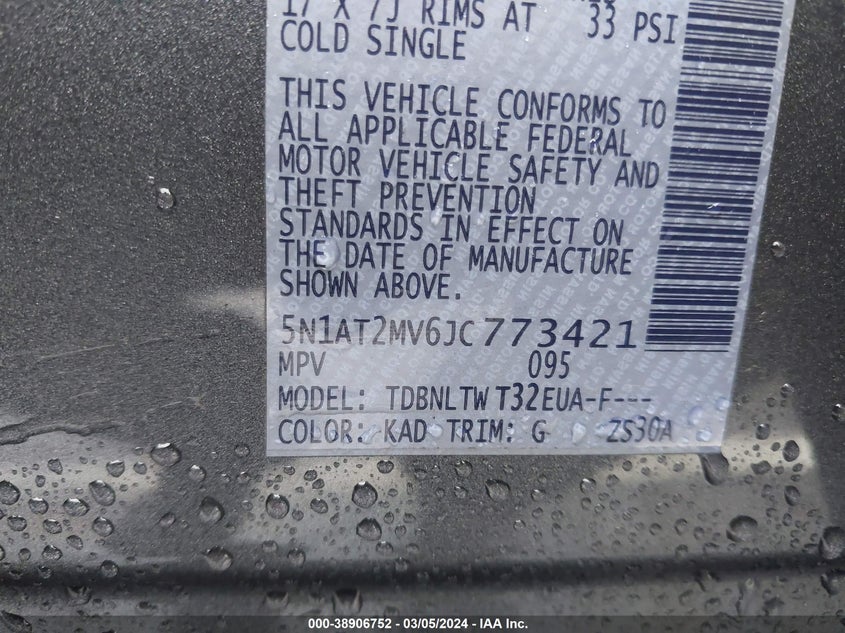 17 X 7J RIMS AT 33 PSI
COLD SINGLE
THIS VEHICLE CONFORMS TO
ALL APPLICABLE FEDERAL
MOTOR VEHICLE SAFETY AND
THEFT PREVENTION
STANDARDS IN EFFECT ON
THE DATE OF MANUFACTURE
SHOWN ABOVE.
5N1AT2MV6JC773421
MPV 095
MODEL: TDBNLTW T32EUA-F---
COLOR: KAD TRIM: G ZS30A
000-38906752 - 03/05/2024 - IAA Inc.